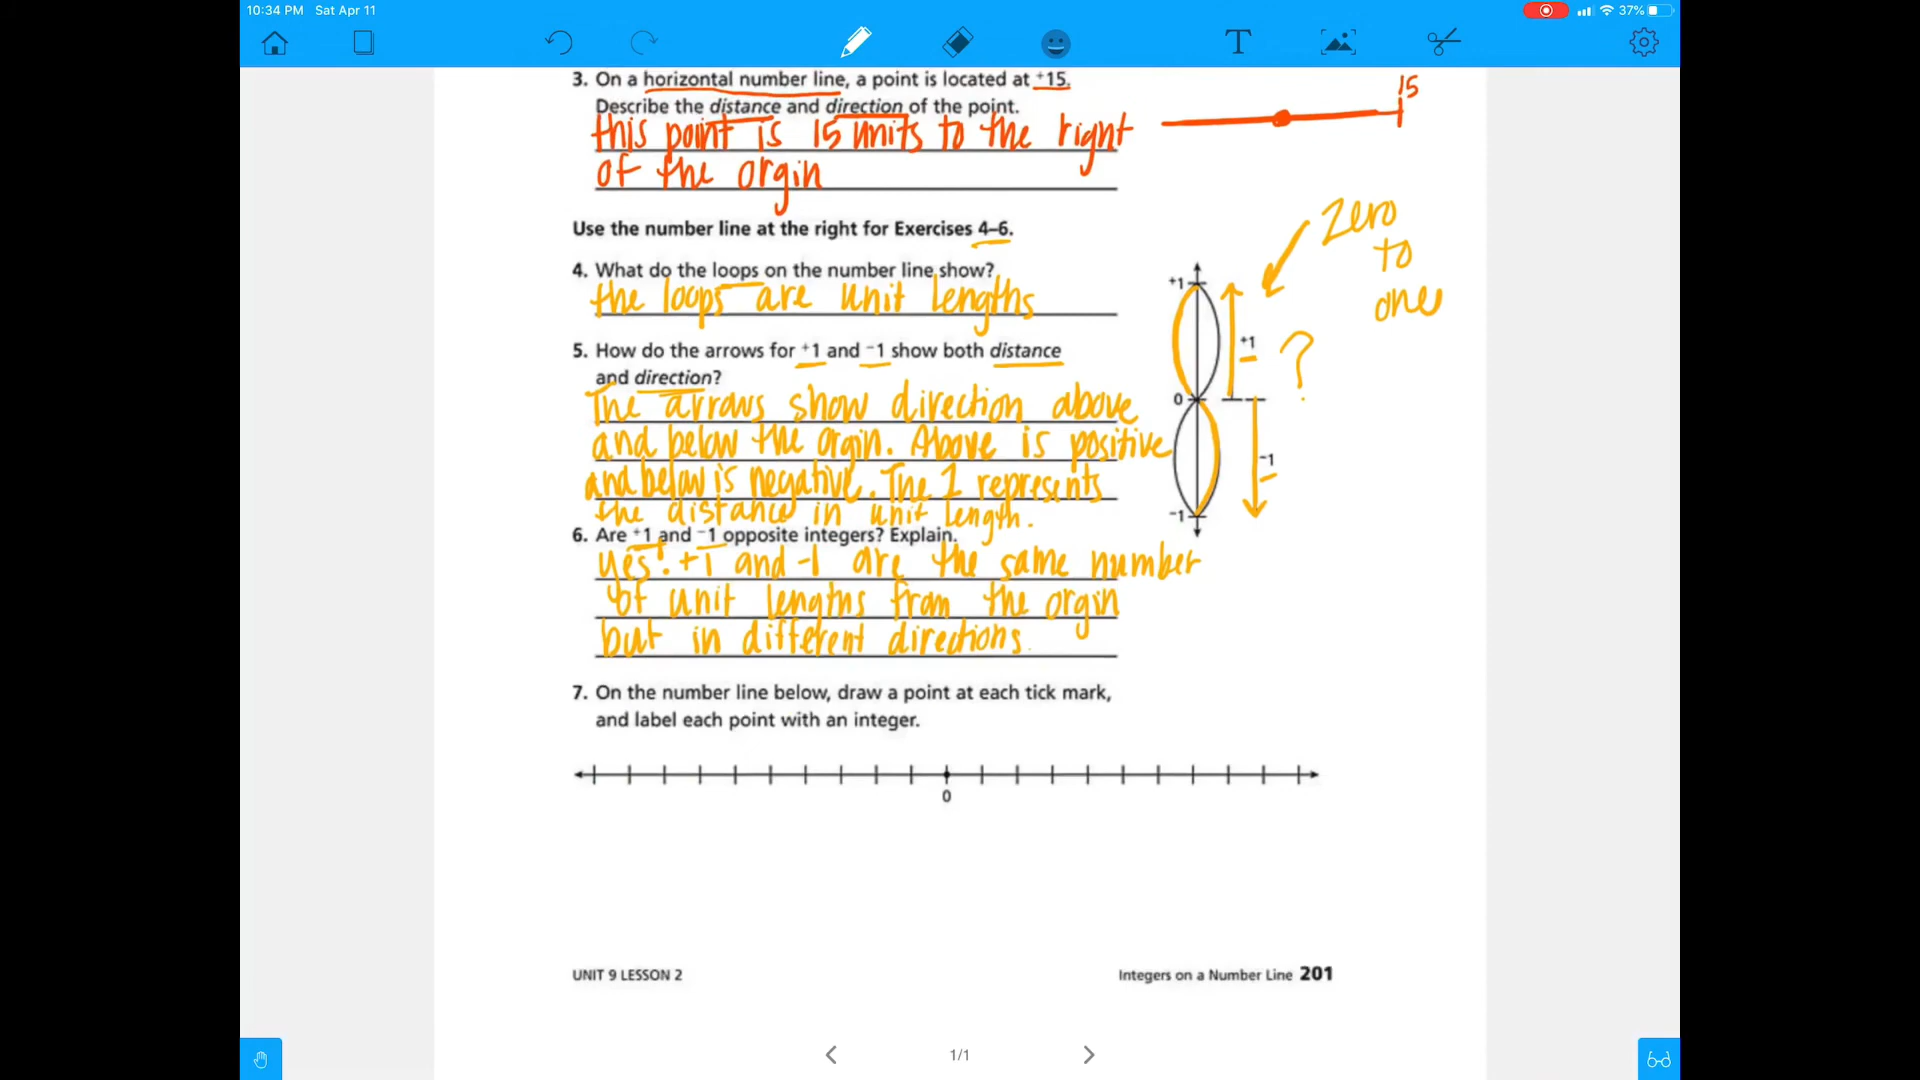 10:34 PM Sat Apr 11
37%
T
3. On a horizontal number line, a point is located at ⁺15.
Describe the distance and direction of the point.
this point is 15 units to the right
of the orgin
15
Use the number line at the right for Exercises 4–6.
4. What do the loops on the number line show?
the loops are unit lengths
5. How do the arrows for ⁺1 and ⁻1 show both distance
and direction?
The arrows show direction above
and below the orgin. Above is positive
and below is negative. The 1 represents
the distance in unit length.
6. Are ⁺1 and ⁻1 opposite integers? Explain.
yes! +1 and -1 are the same number
of unit lengths from the orgin
but in different directions.
Zero
to
one
⁺1
⁺1
?
0
⁻1
⁻1
7. On the number line below, draw a point at each tick mark,
and label each point with an integer.
0
UNIT 9 LESSON 2
Integers on a Number Line 201
1/1